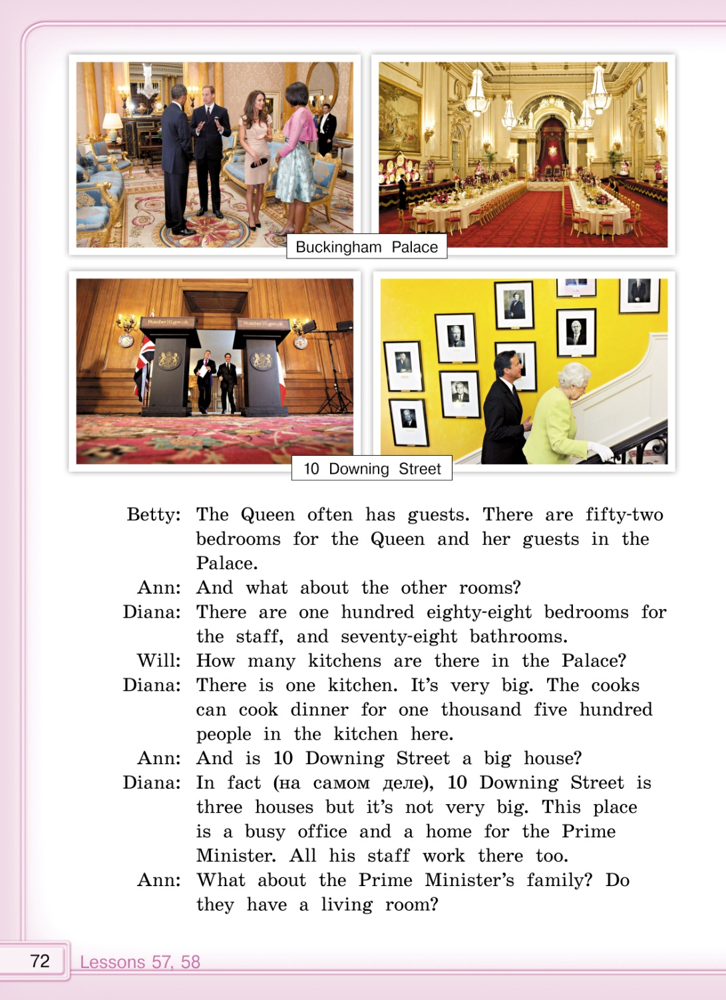 Buckingham Palace
Number10.gov.uk
Number10.gov.uk
10 Downing Street
Betty: The Queen often has guests. There are fifty-two
bedrooms for the Queen and her guests in the
Palace.
Ann: And what about the other rooms?
Diana: There are one hundred eighty-eight bedrooms for
the staff, and seventy-eight bathrooms.
Will: How many kitchens are there in the Palace?
Diana: There is one kitchen. It's very big. The cooks
can cook dinner for one thousand five hundred
people in the kitchen here.
Ann: And is 10 Downing Street a big house?
Diana: In fact (на самом деле), 10 Downing Street is
three houses but it's not very big. This place
is a busy office and a home for the Prime
Minister. All his staff work there too.
Ann: What about the Prime Minister's family? Do
they have a living room?
72 Lessons 57, 58